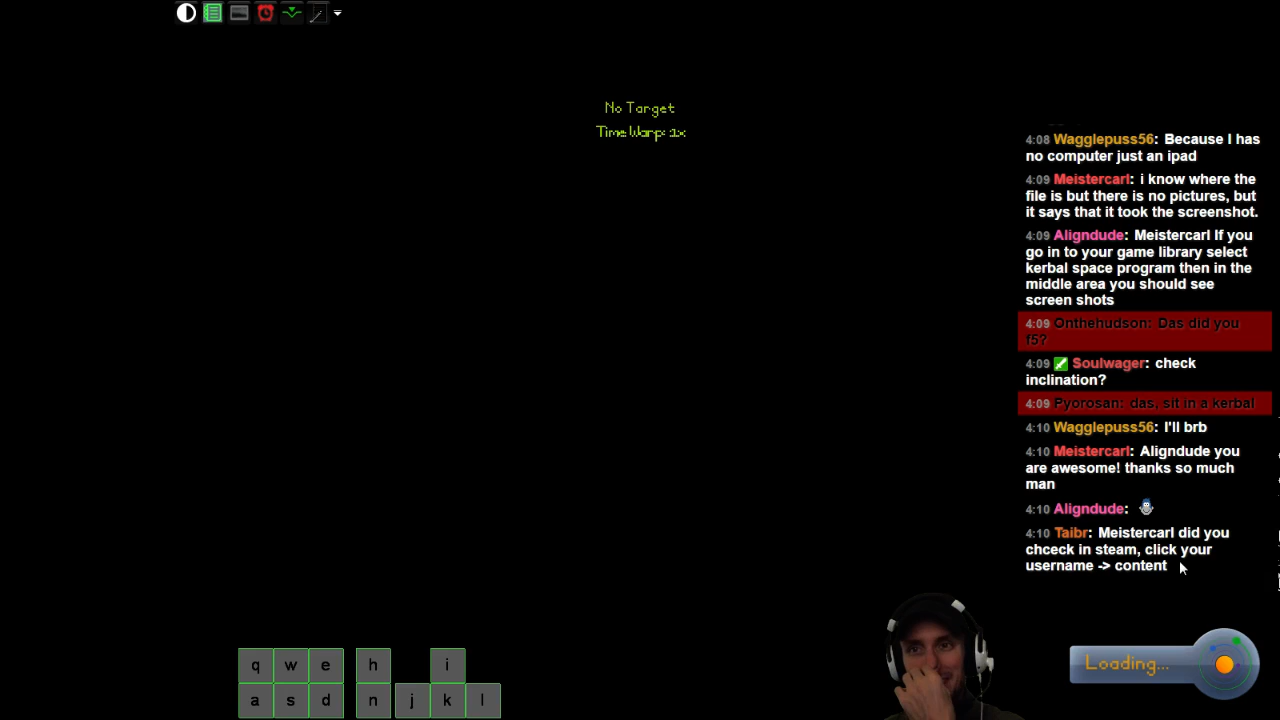 No Target
Time Warp: 1x
4:08 Wagglepuss56: Because I has
no computer just an ipad
4:09 Meistercarl: i know where the
file is but there is no pictures, but
it says that it took the screenshot.
4:09 Aligndude: Meistercarl If you
go in to your game library select
kerbal space program then in the
middle area you should see
screen shots
4:09 Onthehudson: Das did you
f5?
4:09 Soulwager: check
inclination?
4:09 Pyorosan: das, sit in a kerbal
4:10 Wagglepuss56: I'll brb
4:10 Meistercarl: Aligndude you
are awesome! thanks so much
man
4:10 Aligndude:
4:10 Taibr: Meistercarl did you
chceck in steam, click your
username -> content
q w e h i
a s d n j k l
Loading...